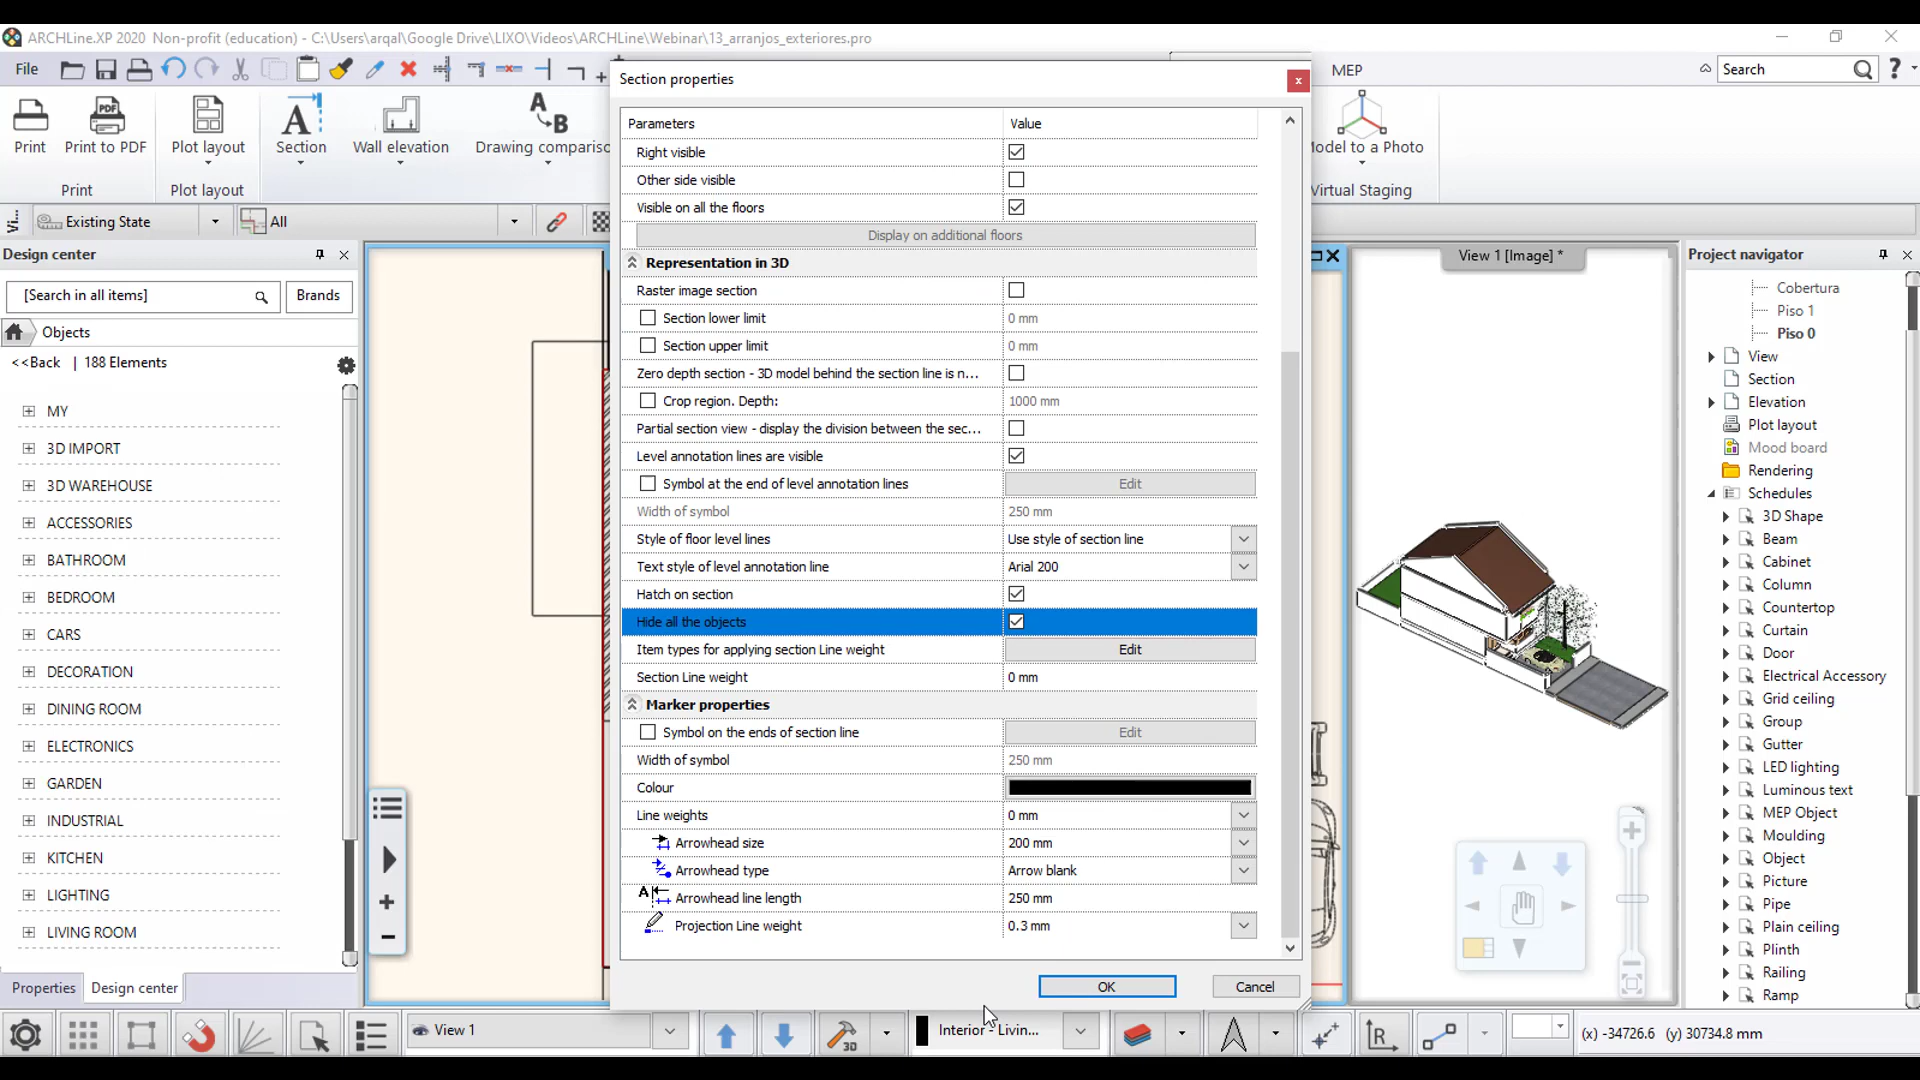 ARCHLine.XP 2020  Non-profit (education) - C:\Users\arqal\Google Drive\LIXO\Videos\ARCHLine\Webinar\13_arranjos_exteriores.pro
File
MEP
Search
Print
Print to PDF
Plot layout
Section
Wall elevation
Drawing compariso
odel to a Photo
Print
Plot layout
Virtual Staging
Existing State
All
Design center
[Search in all items]
Brands
Objects
<<Back | 188 Elements
MY
3D IMPORT
3D WAREHOUSE
ACCESSORIES
BATHROOM
BEDROOM
CARS
DECORATION
DINING ROOM
ELECTRONICS
GARDEN
INDUSTRIAL
KITCHEN
LIGHTING
LIVING ROOM
Properties
Design center
Section properties
Parameters Value
Right visible
Other side visible
Visible on all the floors
Display on additional floors
Representation in 3D
Raster image section
Section lower limit 0 mm
Section upper limit 0 mm
Zero depth section - 3D model behind the section line is n...
Crop region. Depth: 1000 mm
Partial section view - display the division between the sec...
Level annotation lines are visible
Symbol at the end of level annotation lines Edit
Width of symbol 250 mm
Style of floor level lines Use style of section line
Text style of level annotation line Arial 200
Hatch on section
Hide all the objects
Item types for applying section Line weight Edit
Section Line weight 0 mm
Marker properties
Symbol on the ends of section line Edit
Width of symbol 250 mm
Colour
Line weights 0 mm
Arrowhead size 200 mm
Arrowhead type Arrow blank
Arrowhead line length 250 mm
Projection Line weight 0.3 mm
OK
Cancel
View 1 [Image] *
Project navigator
Cobertura
Piso 1
Piso 0
View
Section
Elevation
Plot layout
Mood board
Rendering
Schedules
3D Shape
Beam
Cabinet
Column
Countertop
Curtain
Door
Electrical Accessory
Grid ceiling
Group
Gutter
LED lighting
Luminous text
MEP Object
Moulding
Object
Picture
Pipe
Plain ceiling
Plinth
Railing
Ramp
View 1
3D
Interior - Livin...
(x) -34726.6  (y) 30734.8 mm